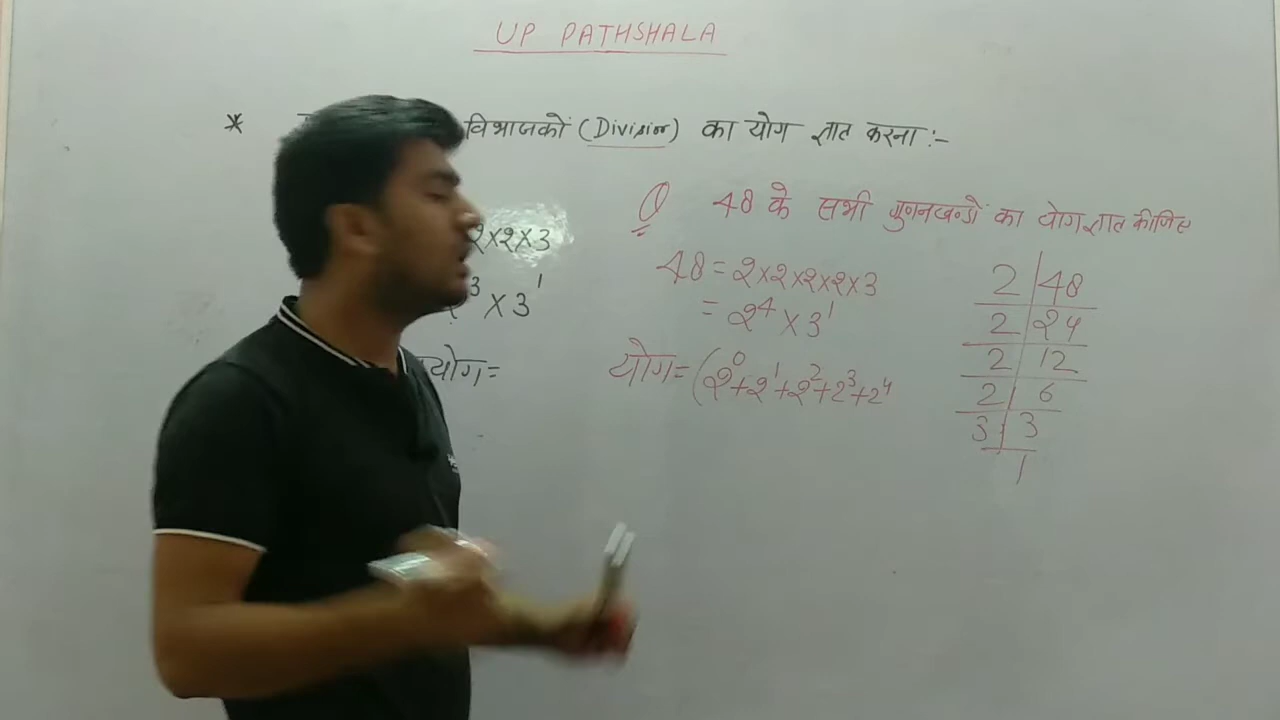 UP PATHSHALA
* विभाजकों (Division) का योग ज्ञात करना :-
Q 48 के सभी गुणनखण्डों का योग ज्ञात कीजिए
2×2×3
3 × 3¹
योग=
48 = 2×2×2×2×3
= 2⁴ × 3¹
योग= (2⁰+2¹+2²+2³+2⁴
2 | 48
2 | 24
2 | 12
2 | 6
3 | 3
1